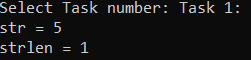 Select Task number: Task 1:
str = 5
strlen = 1